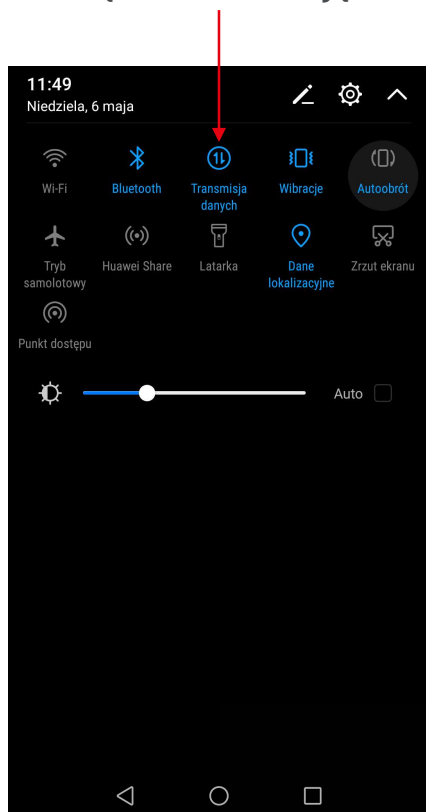 11:49
Niedziela, 6 maja
Wi-Fi
Bluetooth
Transmisja
danych
Wibracje
Autoobrót
Tryb
samolotowy
Huawei Share
Latarka
Dane
lokalizacyjne
Zrzut ekranu
Punkt dostępu
Auto